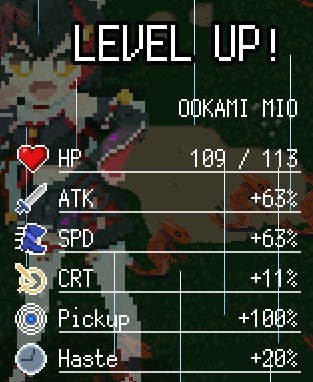 LEVEL UP!
OOKAMI MIO
HP 109 / 113
ATK +63%
SPD +63%
CRT +11%
Pickup +100%
Haste +20%